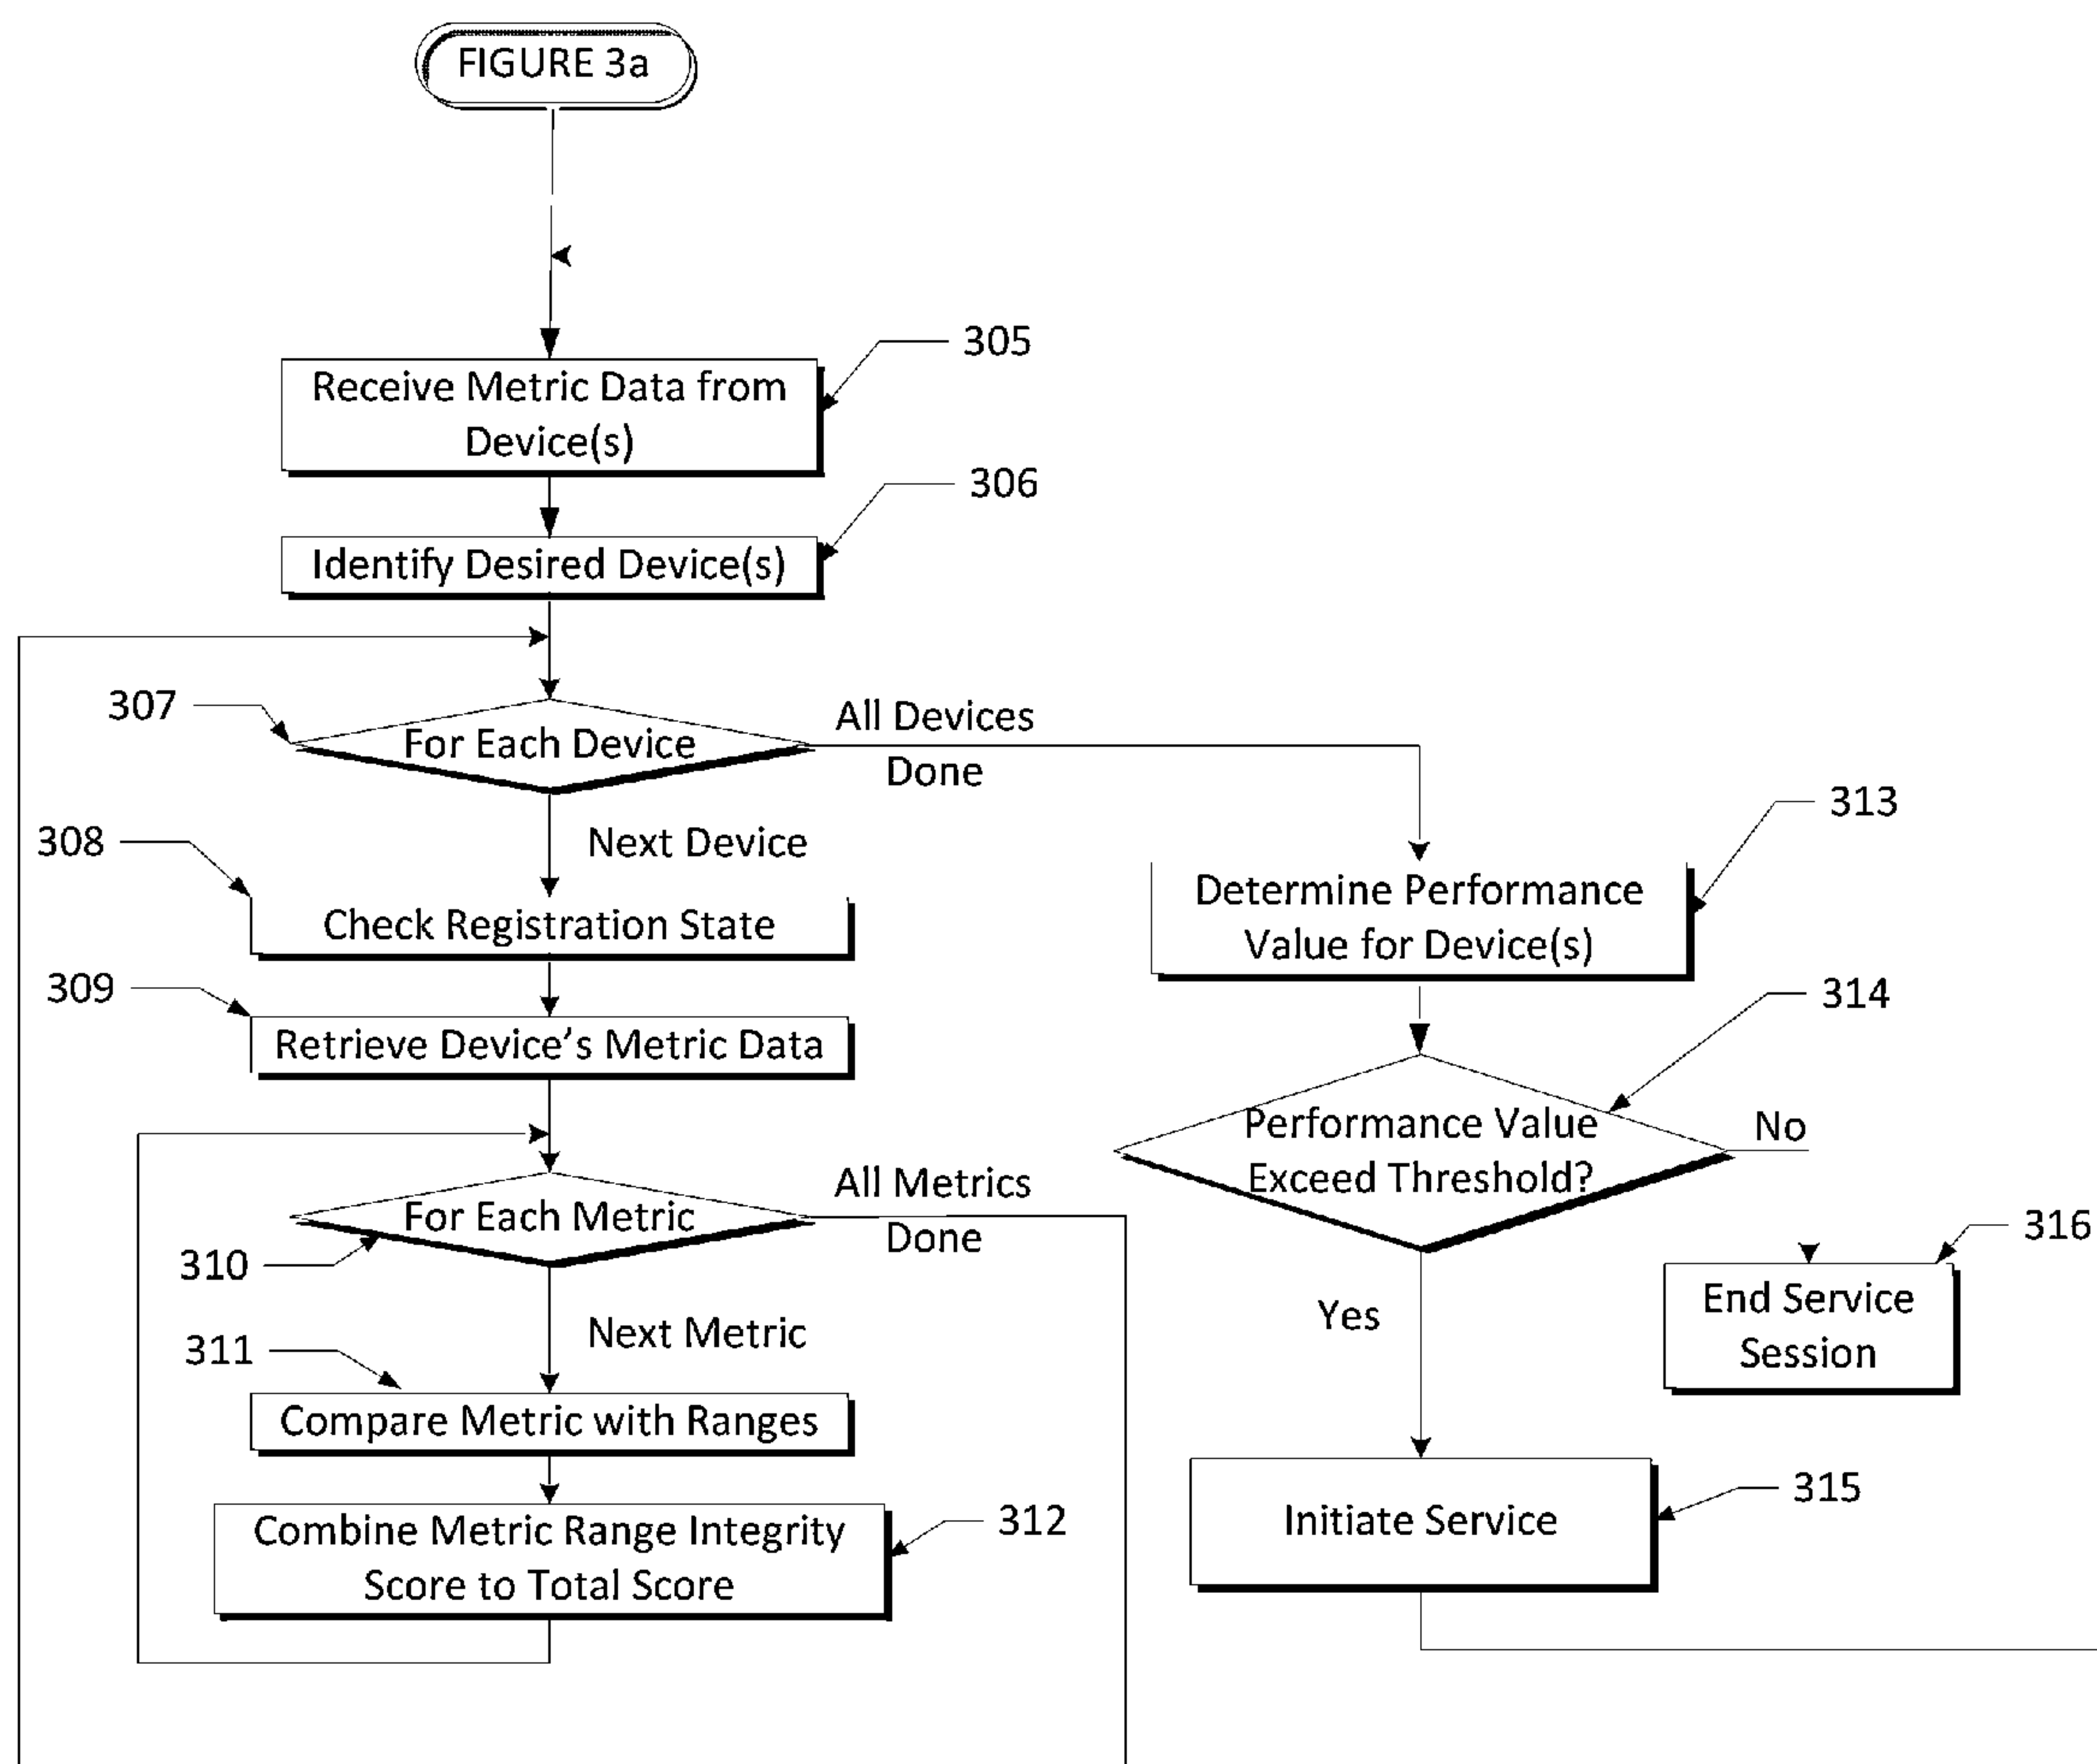 FIGURE 3a
305
Receive Metric Data from
Device(s)
306
Identify Desired Device(s)
307
For Each Device
All Devices
Done
308
Next Device
Check Registration State
309
Retrieve Device's Metric Data
For Each Metric
All Metrics
Done
310
Next Metric
311
Compare Metric with Ranges
Combine Metric Range Integrity
Score to Total Score
312
313
Determine Performance
Value for Device(s)
314
Performance Value
Exceed Threshold?
No
316
End Service
Session
Yes
Initiate Service
315